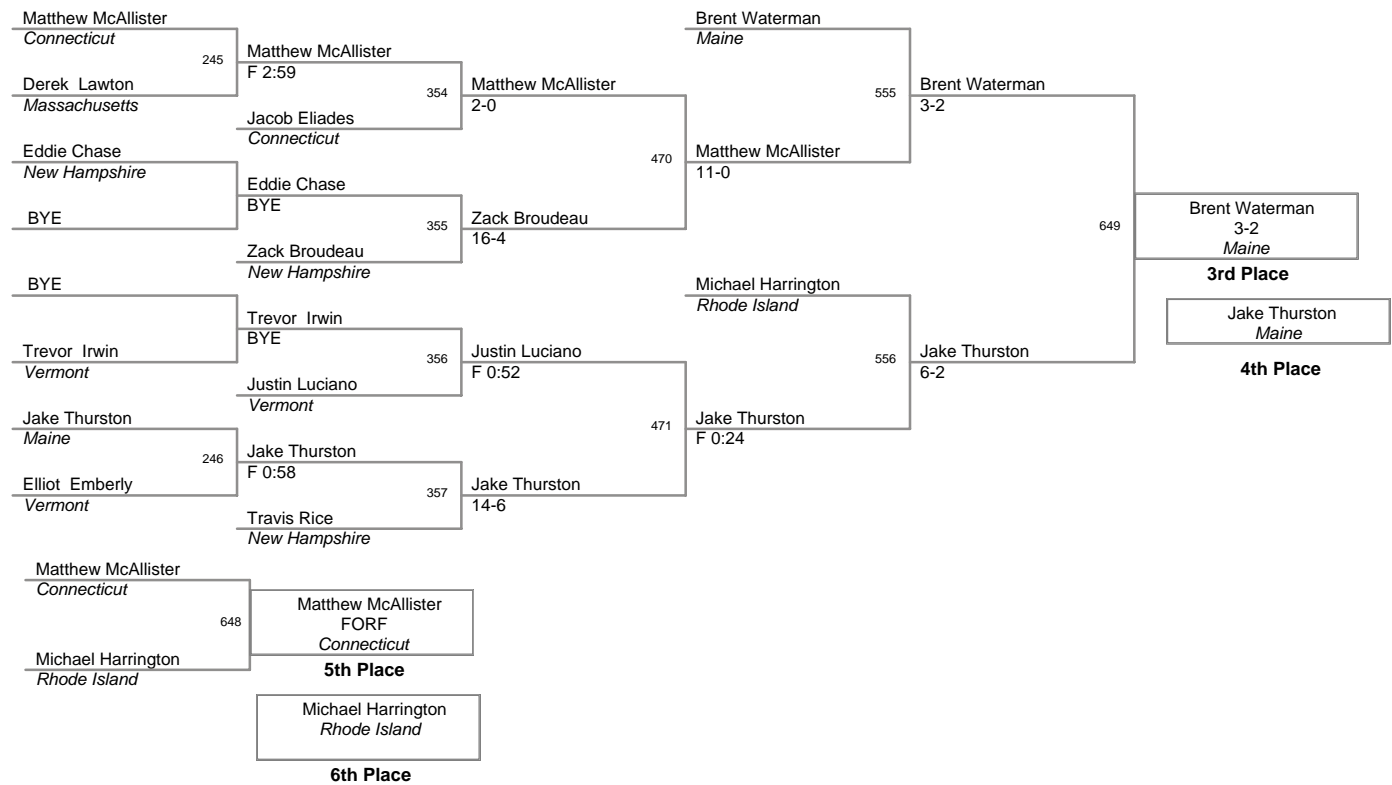 Matthew McAllister
Connecticut
245
Derek  Lawton
Massachusetts
Eddie Chase
New Hampshire
BYE
BYE
Trevor  Irwin
Vermont
Jake Thurston
Maine
246
Elliot  Emberly
Vermont
Matthew McAllister
F 2:59
354
Jacob Eliades
Connecticut
Eddie Chase
BYE
355
Zack Broudeau
New Hampshire
Trevor  Irwin
BYE
356
Justin Luciano
Vermont
Jake Thurston
F 0:58
357
Travis Rice
New Hampshire
Matthew McAllister
2-0
470
Zack Broudeau
16-4
Justin Luciano
F 0:52
471
Jake Thurston
14-6
Brent Waterman
Maine
555
Matthew McAllister
11-0
Michael Harrington
Rhode Island
556
Jake Thurston
F 0:24
Brent Waterman
3-2
649
Jake Thurston
6-2
Brent Waterman
3-2
Maine
3rd Place
Jake Thurston
Maine
4th Place
Matthew McAllister
Connecticut
648
Michael Harrington
Rhode Island
Matthew McAllister
FORF
Connecticut
5th Place
Michael Harrington
Rhode Island
6th Place